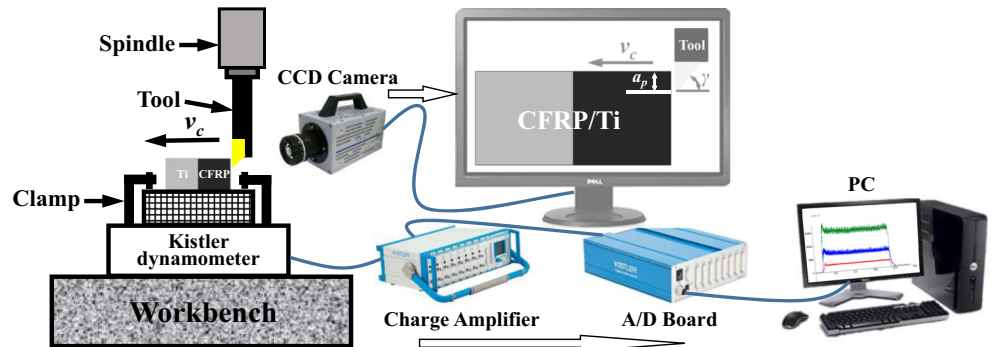 Spindle
Tool
v_c
Ti
CFRP
Clamp
Kistler
dynamometer
Workbench
CCD Camera
v_c
Tool
a_p
γ
CFRP/Ti
DELL
KISTLER
Charge Amplifier
KISTLER
A/D Board
PC